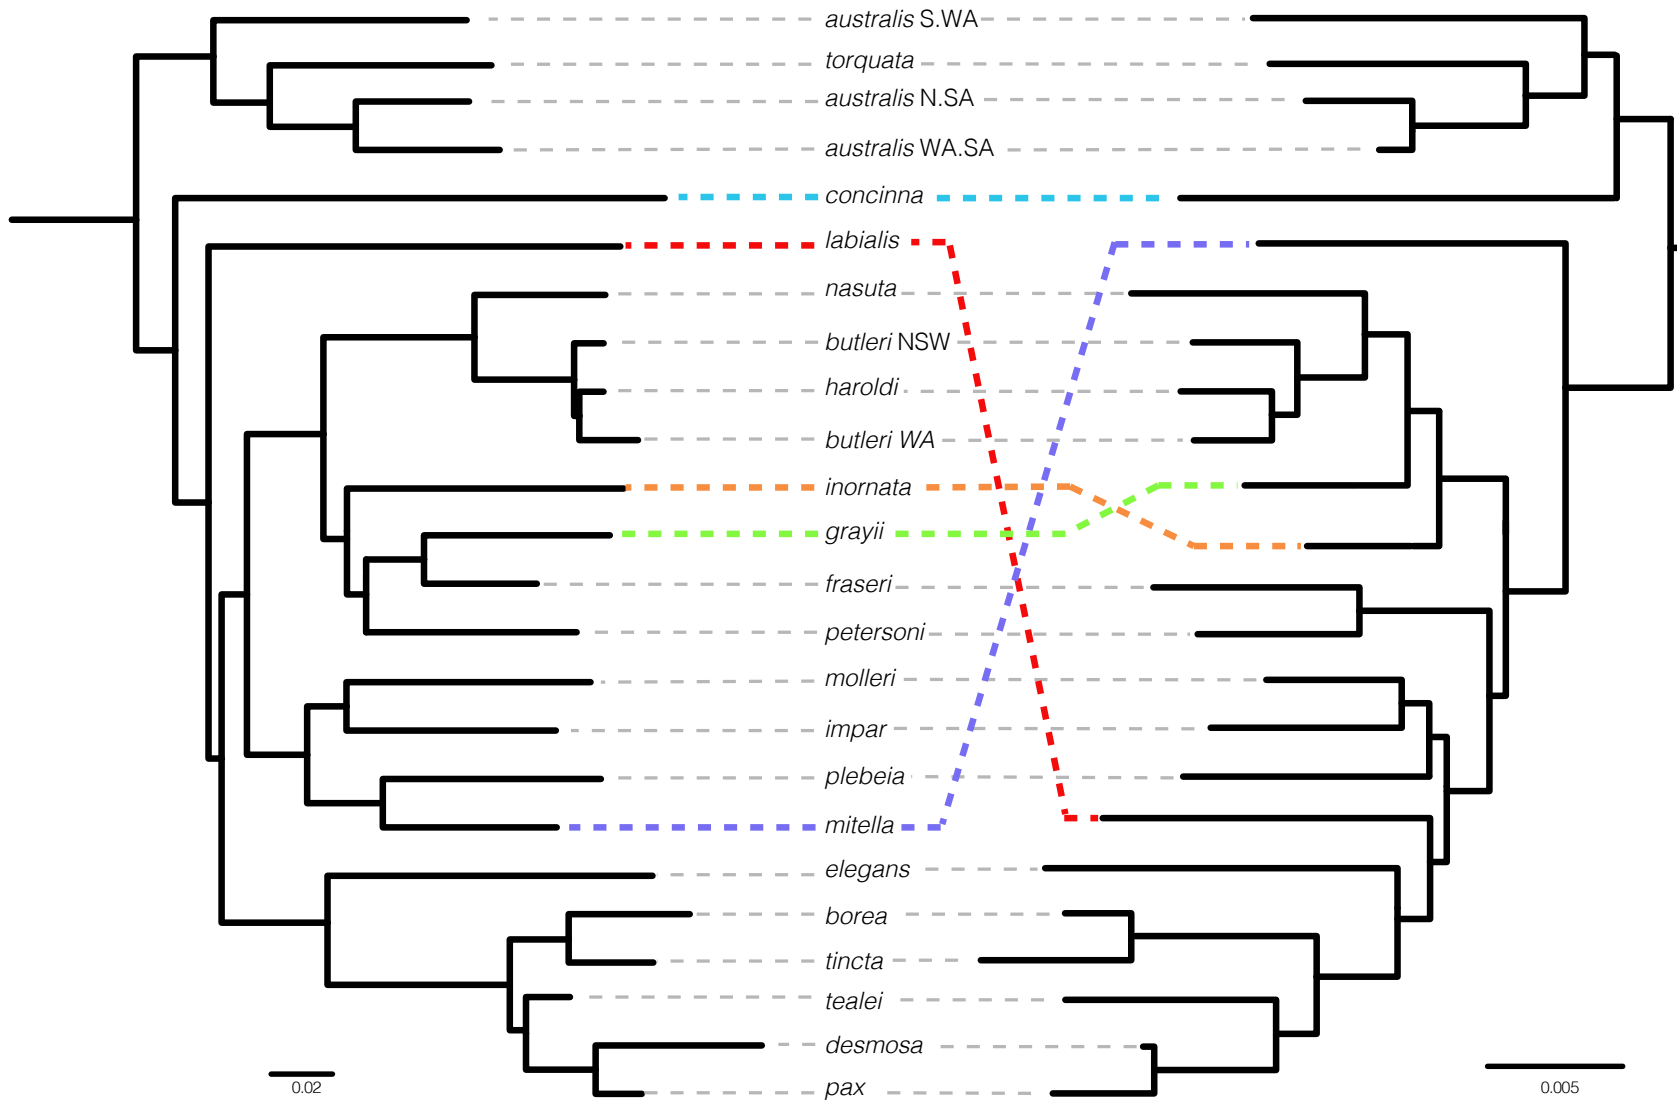 australis S.WA
torquata
australis N.SA
australis WA.SA
concinna
labialis
nasuta
butleri NSW
haroldi
butleri WA
inornata
grayii
fraseri
petersoni
molleri
impar
plebeia
mitella
elegans
borea
tincta
tealei
desmosa
pax
0.02
0.005